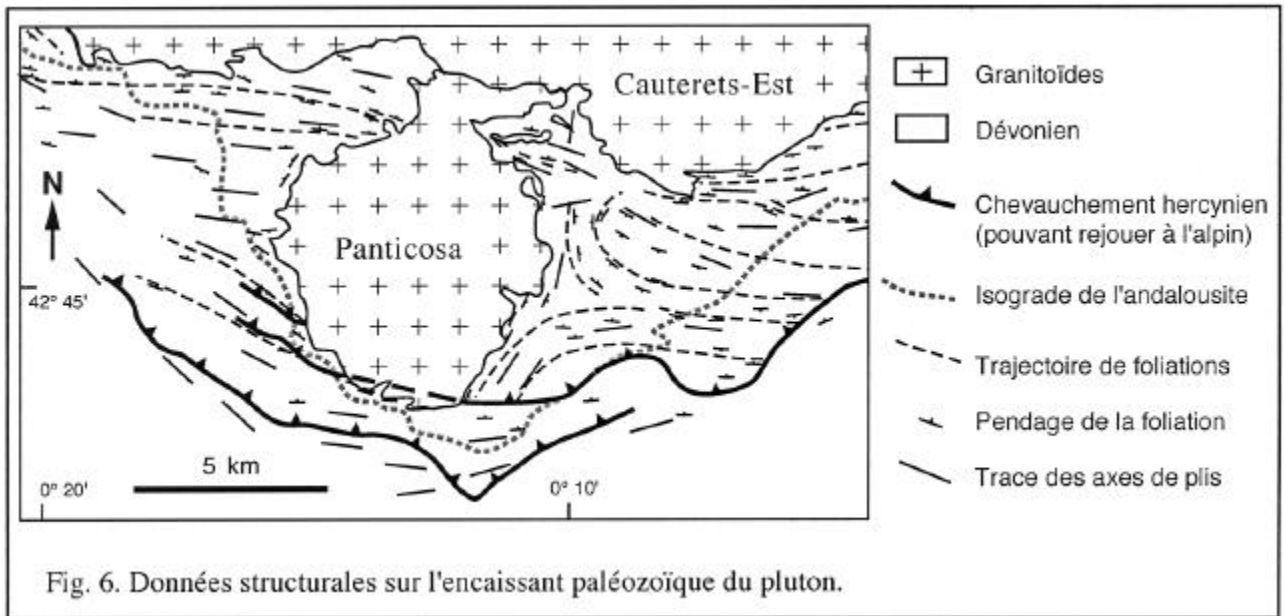 Cauterets-Est
Panticosa
N
42° 45'
5 km
0° 20'
0° 10'
Granitoïdes
Dévonien
Chevauchement hercynien
(pouvant rejouer à l'alpin)
Isograde de l'andalousite
Trajectoire de foliations
Pendage de la foliation
Trace des axes de plis
Fig. 6. Données structurales sur l'encaissant paléozoïque du pluton.